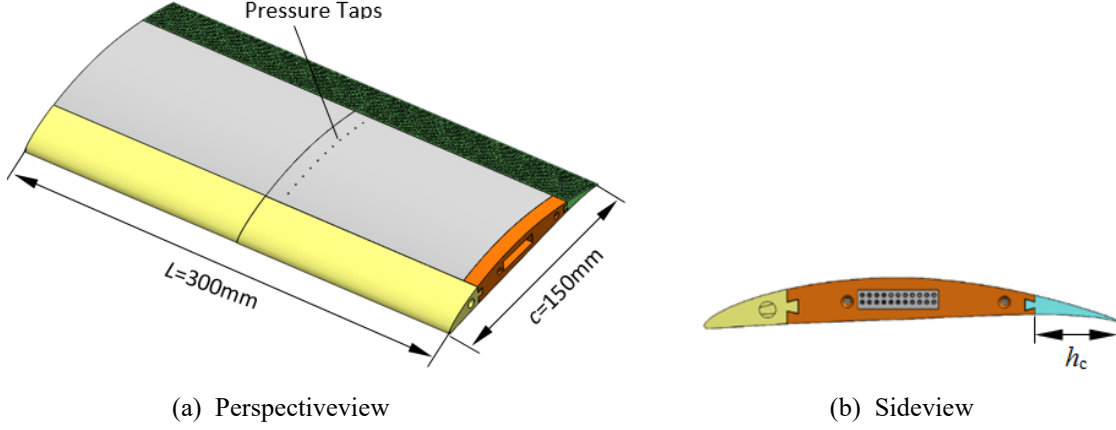 Pressure Taps
L=300mm
c=150mm
hc
(a) Perspectiveview
(b) Sideview